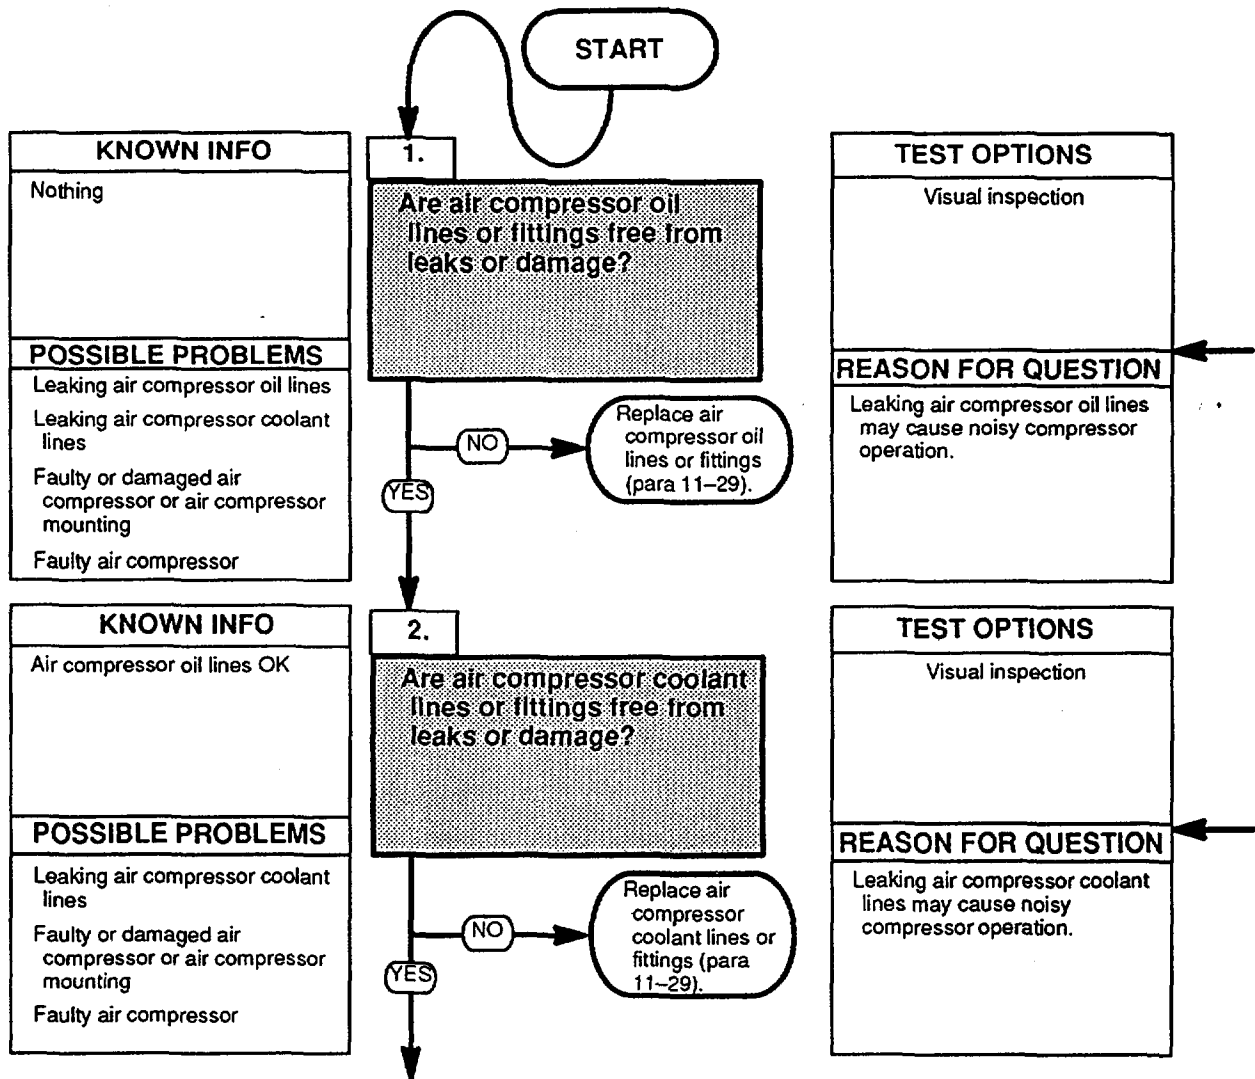 START
KNOWN INFO
Nothing
POSSIBLE PROBLEMS
Leaking air compressor oil lines
Leaking air compressor coolant
lines
Faulty or damaged air
compressor or air compressor
mounting
Faulty air compressor
1.
Are air compressor oil
lines or fittings free from
leaks or damage?
NO
Replace air
compressor oil
lines or fittings
(para 11–29).
YES
TEST OPTIONS
Visual inspection
REASON FOR QUESTION
Leaking air compressor oil lines
may cause noisy compressor
operation.
KNOWN INFO
Air compressor oil lines OK
POSSIBLE PROBLEMS
Leaking air compressor coolant
lines
Faulty or damaged air
compressor or air compressor
mounting
Faulty air compressor
2.
Are air compressor coolant
lines or fittings free from
leaks or damage?
NO
Replace air
compressor
coolant lines or
fittings (para
11–29).
YES
TEST OPTIONS
Visual inspection
REASON FOR QUESTION
Leaking air compressor coolant
lines may cause noisy
compressor operation.